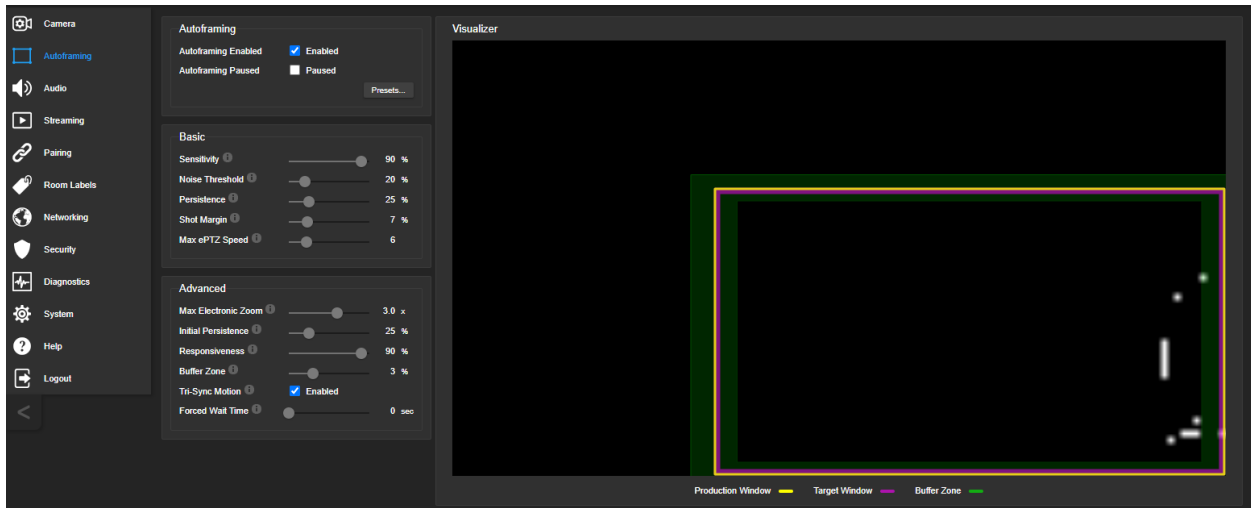 Camera
Autoframing
Audio
Streaming
Pairing
Room Labels
Networking
Security
Diagnostics
System
Help
Logout
<
Autoframing
Autoframing Enabled Enabled
Autoframing Paused Paused
Presets...
Basic
Sensitivity 90 %
Noise Threshold 20 %
Persistence 25 %
Shot Margin 7 %
Max ePTZ Speed 6
Advanced
Max Electronic Zoom 3.0 x
Initial Persistence 25 %
Responsiveness 90 %
Buffer Zone 3 %
Tri-Sync Motion Enabled
Forced Wait Time 0 sec
Visualizer
Production Window Target Window Buffer Zone